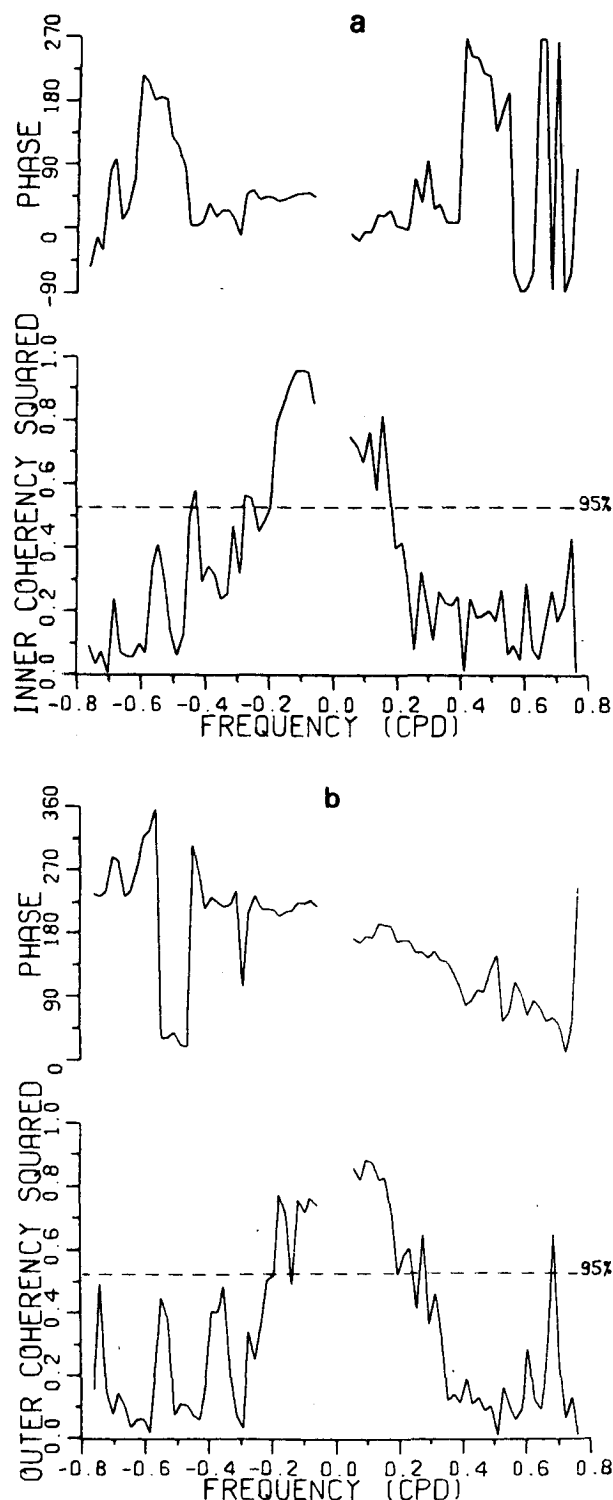 a
270
180
90
0
-90
PHASE
1.0
0.8
0.6
0.4
0.2
0.0
INNER COHERENCY SQUARED
95%
-0.8 -0.6 -0.4 -0.2 0.0 0.2 0.4 0.6 0.8
FREQUENCY (CPD)
b
360
270
180
90
0
PHASE
1.0
0.8
0.6
0.4
0.2
0.0
OUTER COHERENCY SQUARED
95%
-0.8 -0.6 -0.4 -0.2 0.0 0.2 0.4 0.6 0.8
FREQUENCY (CPD)